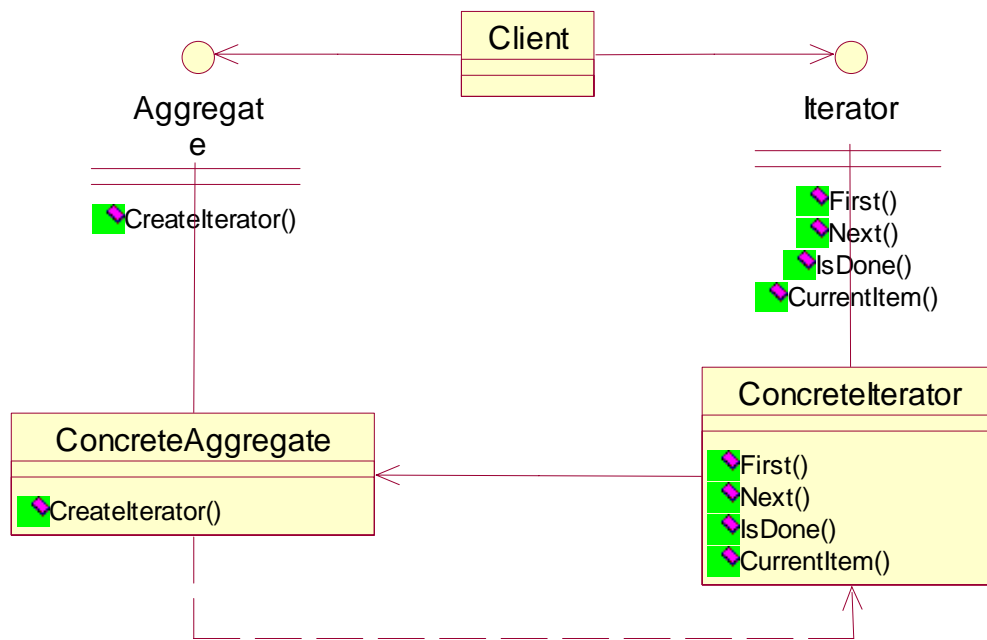 Client
Aggregat
e
CreateIterator()
Iterator
First()
Next()
IsDone()
CurrentItem()
ConcreteAggregate
CreateIterator()
ConcreteIterator
First()
Next()
IsDone()
CurrentItem()